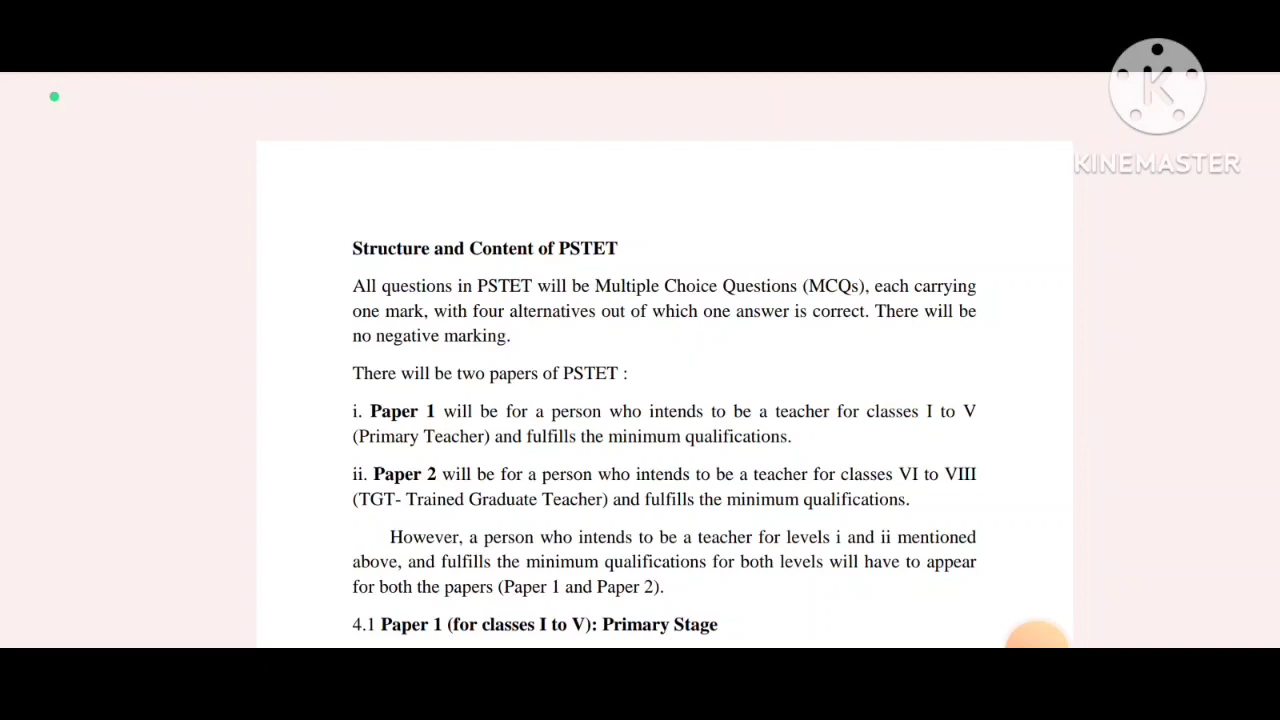 K
KINEMASTER
Structure and Content of PSTET
All questions in PSTET will be Multiple Choice Questions (MCQs), each carrying
one mark, with four alternatives out of which one answer is correct. There will be
no negative marking.
There will be two papers of PSTET :
i. Paper 1 will be for a person who intends to be a teacher for classes I to V
(Primary Teacher) and fulfills the minimum qualifications.
ii. Paper 2 will be for a person who intends to be a teacher for classes VI to VIII
(TGT- Trained Graduate Teacher) and fulfills the minimum qualifications.
However, a person who intends to be a teacher for levels i and ii mentioned
above, and fulfills the minimum qualifications for both levels will have to appear
for both the papers (Paper 1 and Paper 2).
4.1 Paper 1 (for classes I to V): Primary Stage